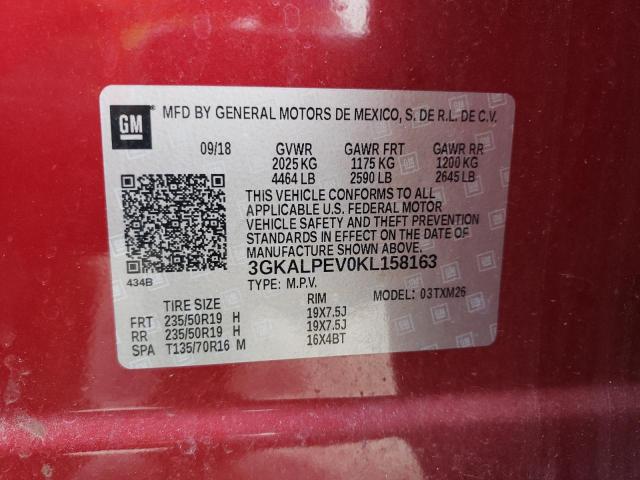 GM® MFD BY GENERAL MOTORS DE MEXICO, S. DE R.L. DE C.V.
09/18 GVWR GAWR FRT GAWR RR
2025 KG 1175 KG 1200 KG
4464 LB 2590 LB 2645 LB
THIS VEHICLE CONFORMS TO ALL
APPLICABLE U.S. FEDERAL MOTOR
VEHICLE SAFETY AND THEFT PREVENTION
STANDARDS IN EFFECT ON THE DATE OF
MANUFACTURE SHOWN ABOVE.
3GKALPEV0KL158163
434B TYPE: M.P.V. MODEL: 03TXM26
TIRE SIZE RIM
FRT 235/50R19 H 19X7.5J
RR 235/50R19 H 19X7.5J
SPA T135/70R16 M 16X4BT